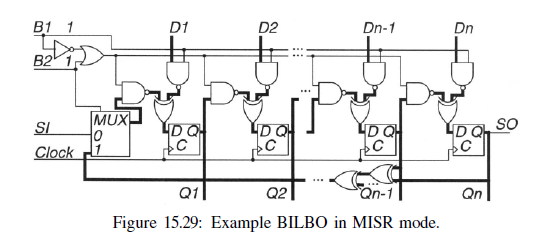 B1 1 D1 D2 Dn-1 Dn
B2 1
MUX
SI 0
1
D Q D Q D Q D Q SO
C C C C
Clock
Q1 Q2 Qn-1 Qn
Figure 15.29: Example BILBO in MISR mode.